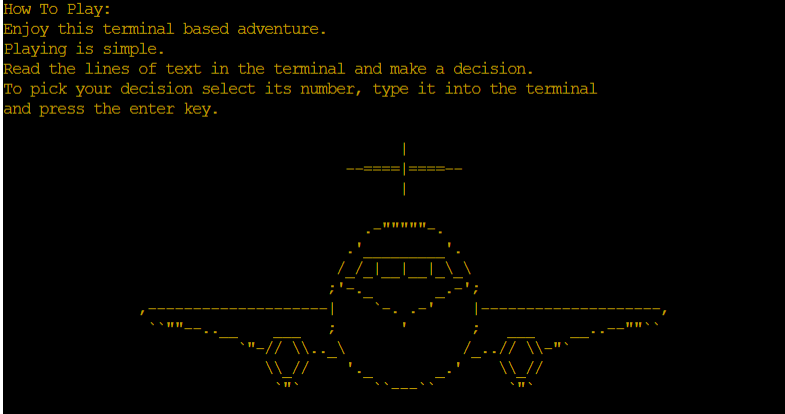 How To Play:
Enjoy this terminal based adventure.
Playing is simple.
Read the lines of text in the terminal and make a decision.
To pick your decision select its number, type it into the terminal
and press the enter key.